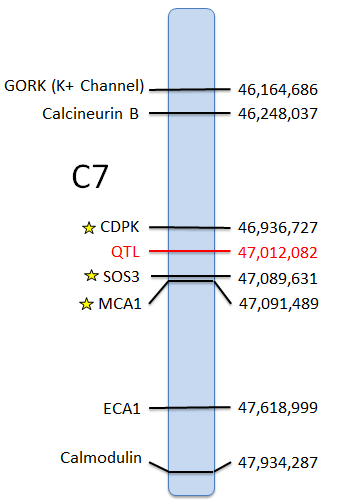 GORK (K+ Channel) 46,164,686
Calcineurin B 46,248,037
C7
CDPK 46,936,727
QTL 47,012,082
SOS3 47,089,631
MCA1 47,091,489
ECA1 47,618,999
Calmodulin 47,934,287